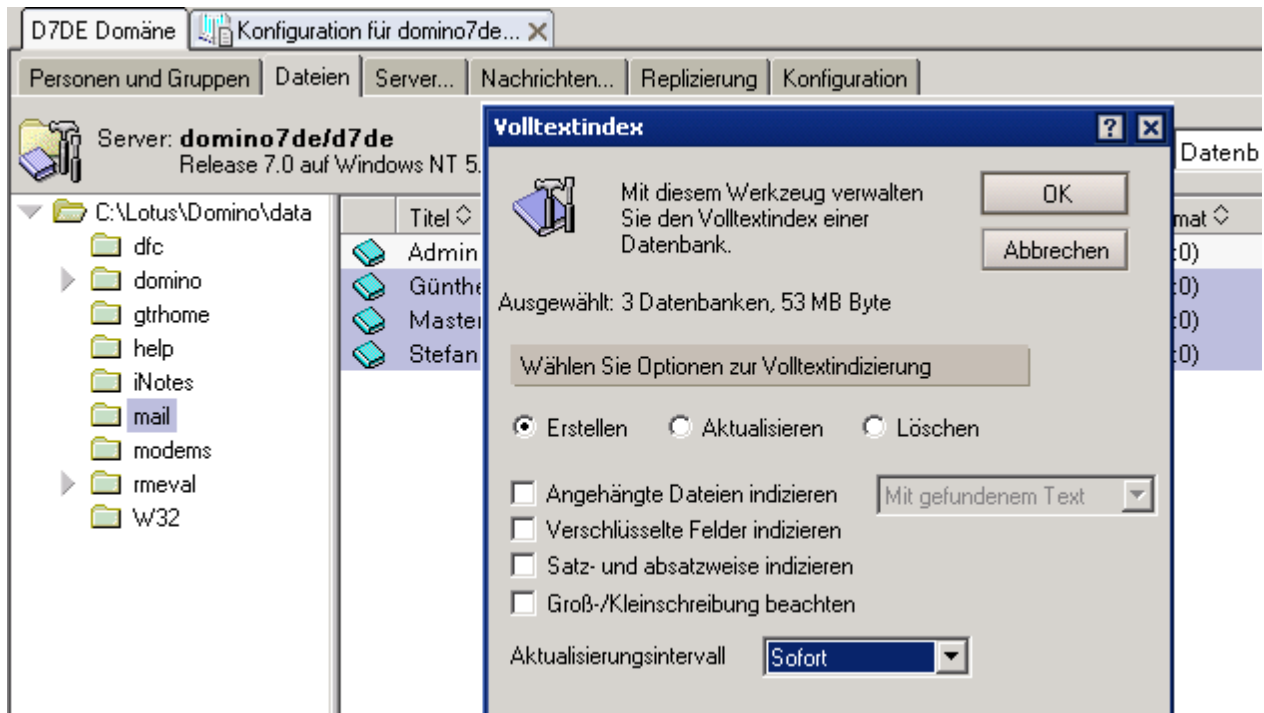 D7DE Domäne
Konfiguration für domino7de...
Personen und Gruppen
Dateien
Server...
Nachrichten...
Replizierung
Konfiguration
Server: domino7de/d7de
Release 7.0 auf Windows NT 5.
Datenb
C:\Lotus\Domino\data
dfc
domino
gtrhome
help
iNotes
mail
modems
rmeval
W32
Titel
mat
Admin
:0)
Günthe
:0)
Master
:0)
Stefan
:0)
Volltextindex
Mit diesem Werkzeug verwalten
Sie den Volltextindex einer
Datenbank.
OK
Abbrechen
Ausgewählt: 3 Datenbanken, 53 MB Byte
Wählen Sie Optionen zur Volltextindizierung
Erstellen
Aktualisieren
Löschen
Angehängte Dateien indizieren
Mit gefundenem Text
Verschlüsselte Felder indizieren
Satz- und absatzweise indizieren
Groß-/Kleinschreibung beachten
Aktualisierungsintervall
Sofort